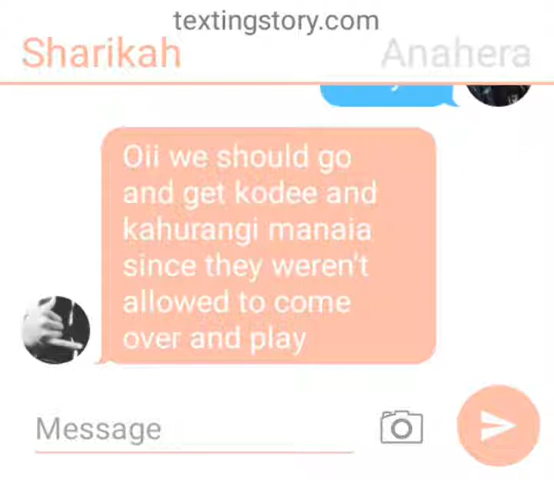 textingstory.com
Sharikah
Anahera
Oii we should go
and get kodee and
kahurangi manaia
since they weren't
allowed to come
over and play
Message